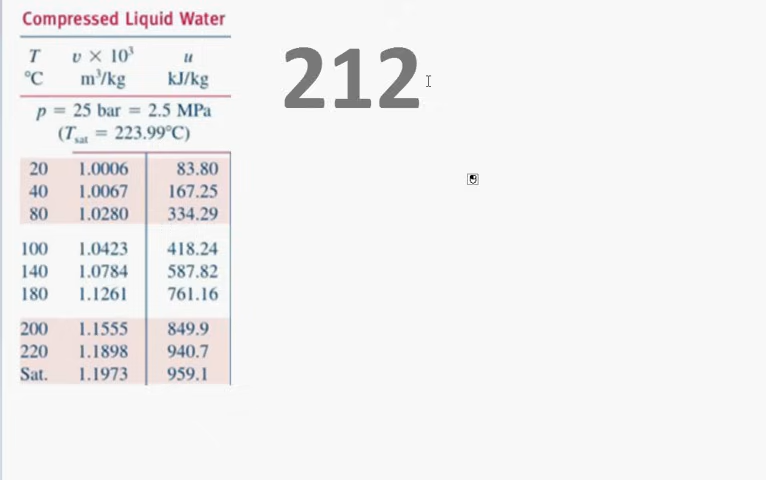 Compressed Liquid Water
T υ × 10³ u
°C m³/kg kJ/kg
p = 25 bar = 2.5 MPa
(Tsat = 223.99°C)
20 1.0006 83.80
40 1.0067 167.25
80 1.0280 334.29
100 1.0423 418.24
140 1.0784 587.82
180 1.1261 761.16
200 1.1555 849.9
220 1.1898 940.7
Sat. 1.1973 959.1
212